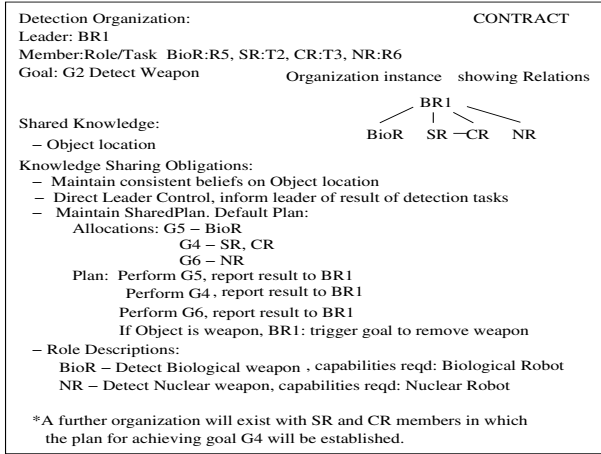 Detection Organization: CONTRACT
Leader: BR1
Member:Role/Task BioR:R5, SR:T2, CR:T3, NR:R6
Goal: G2 Detect Weapon
Organization instance showing Relations
BR1
BioR SR CR NR
Shared Knowledge:
– Object location
Knowledge Sharing Obligations:
– Maintain consistent beliefs on Object location
– Direct Leader Control, inform leader of result of detection tasks
– Maintain SharedPlan. Default Plan:
Allocations: G5 – BioR
G4 – SR, CR
G6 – NR
Plan: Perform G5, report result to BR1
Perform G4, report result to BR1
Perform G6, report result to BR1
If Object is weapon, BR1: trigger goal to remove weapon
– Role Descriptions:
BioR – Detect Biological weapon , capabilities reqd: Biological Robot
NR – Detect Nuclear weapon, capabilities reqd: Nuclear Robot
*A further organization will exist with SR and CR members in which
the plan for achieving goal G4 will be established.